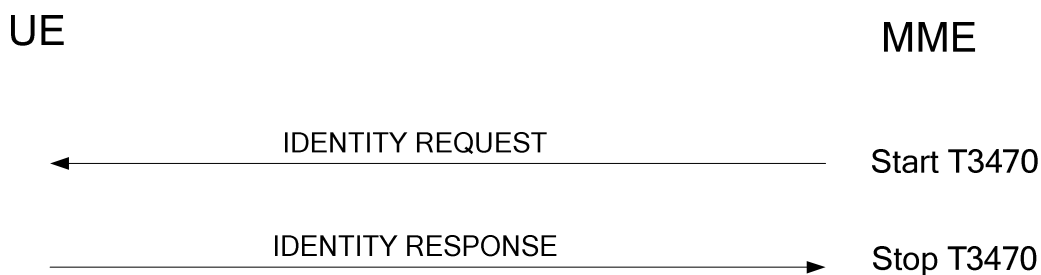 UE
MME
IDENTITY REQUEST
Start T3470
IDENTITY RESPONSE
Stop T3470